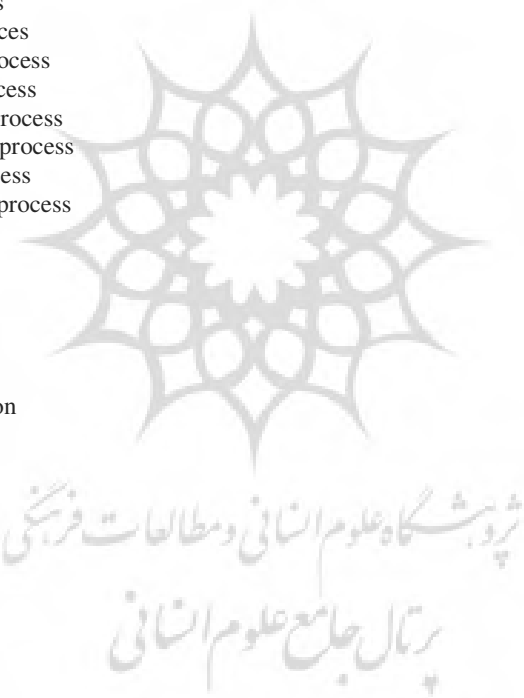 s
ces
ocess
cess
rocess
process
ess
process
on
پژوهشگاه علوم انسانی و مطالعات فرهنگی
پرتال جامع علوم انسانی